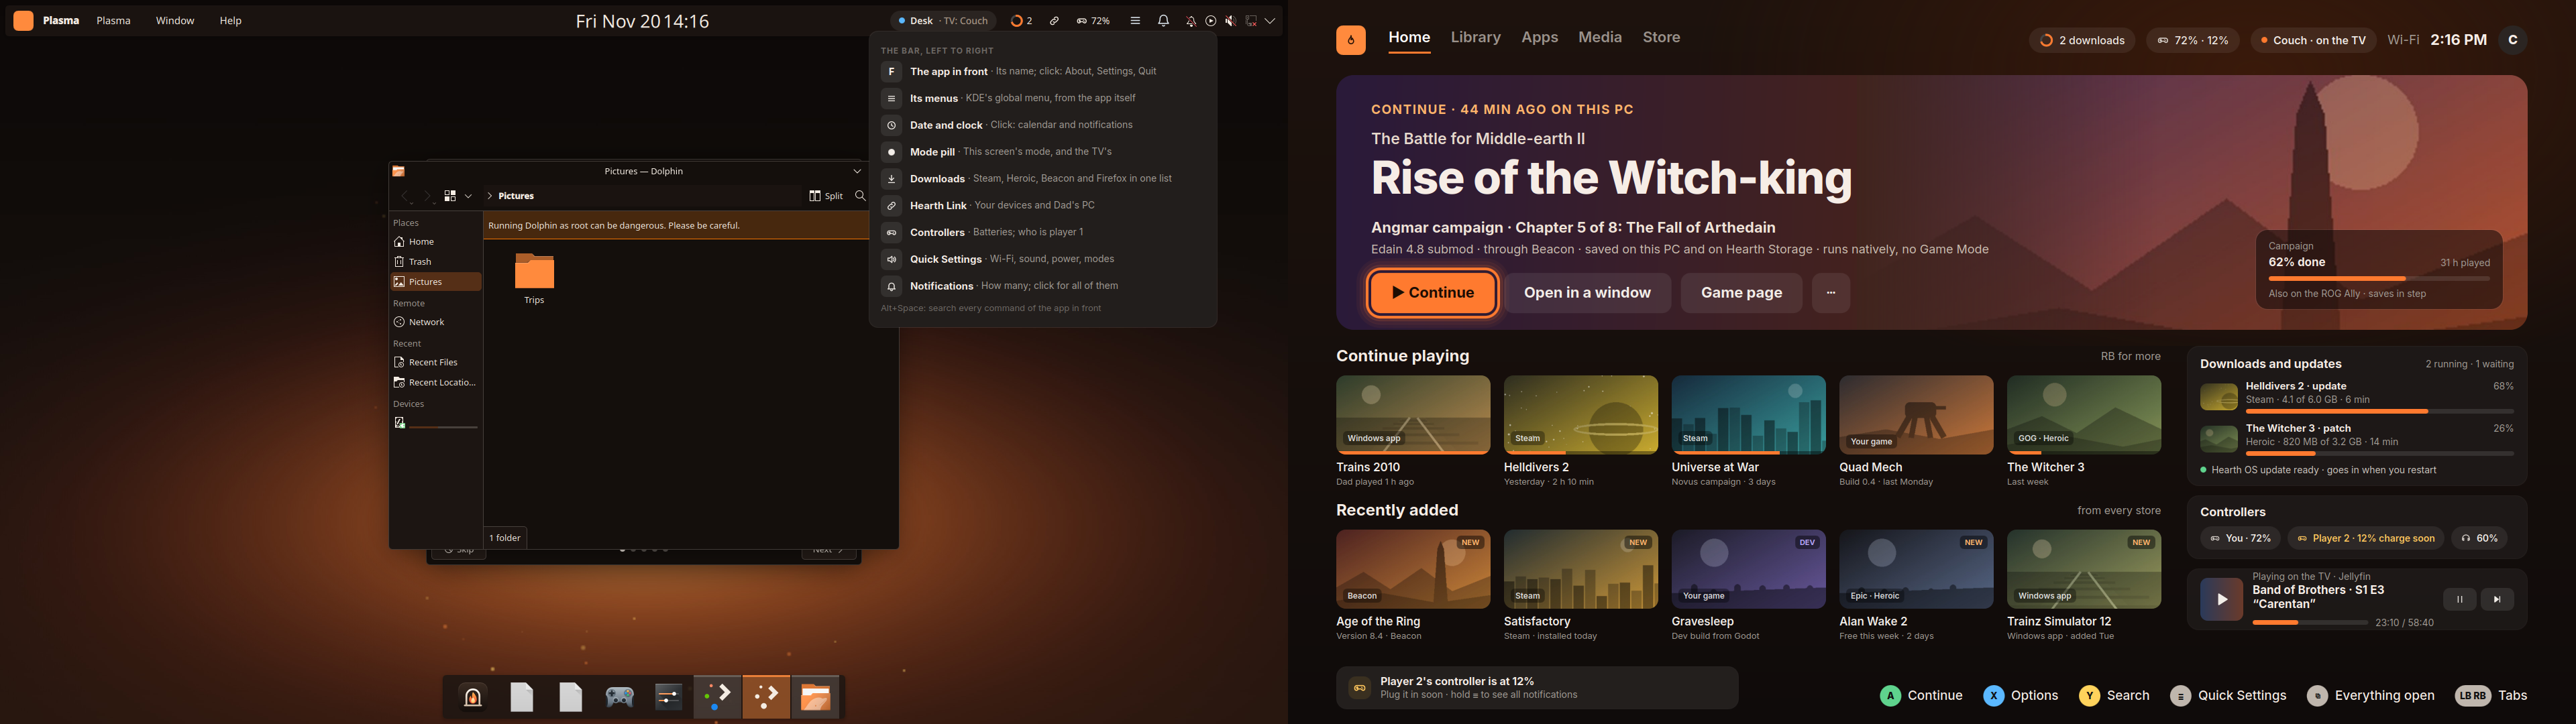 Plasma Plasma Window Help
Fri Nov 20 14:16
Desk · TV: Couch
2
72%
THE BAR, LEFT TO RIGHT
F The app in front · Its name; click: About, Settings, Quit
Its menus · KDE's global menu, from the app itself
Date and clock · Click: calendar and notifications
Mode pill · This screen's mode, and the TV's
Downloads · Steam, Heroic, Beacon and Firefox in one list
Hearth Link · Your devices and Dad's PC
Controllers · Batteries; who is player 1
Quick Settings · Wi-Fi, sound, power, modes
Notifications · How many; click for all of them
Alt+Space: search every command of the app in front
Pictures — Dolphin
Pictures
Split
Places
Home
Trash
Pictures
Remote
Network
Recent
Recent Files
Recent Locatio...
Devices
Running Dolphin as root can be dangerous. Please be careful.
Trips
1 folder
Skip
Next
Home Library Apps Media Store
2 downloads
72% · 12%
Couch · on the TV
Wi-Fi
2:16 PM
C
CONTINUE · 44 MIN AGO ON THIS PC
The Battle for Middle-earth II
Rise of the Witch-king
Angmar campaign · Chapter 5 of 8: The Fall of Arthedain
Edain 4.8 submod · through Beacon · saved on this PC and on Hearth Storage · runs natively, no Game Mode
Continue
Open in a window
Game page
...
Campaign
62% done
31 h played
Also on the ROG Ally · saves in step
Continue playing
RB for more
Windows app
Trains 2010
Dad played 1 h ago
Steam
Helldivers 2
Yesterday · 2 h 10 min
Steam
Universe at War
Novus campaign · 3 days
Your game
Quad Mech
Build 0.4 · last Monday
GOG · Heroic
The Witcher 3
Last week
Recently added
from every store
NEW
Beacon
Age of the Ring
Version 8.4 · Beacon
NEW
Steam
Satisfactory
Steam · installed today
DEV
Your game
Gravesleep
Dev build from Godot
NEW
Epic · Heroic
Alan Wake 2
Free this week · 2 days
NEW
Windows app
Trainz Simulator 12
Windows app · added Tue
Downloads and updates
2 running · 1 waiting
Helldivers 2 · update
68%
Steam · 4.1 of 6.0 GB · 6 min
The Witcher 3 · patch
26%
Heroic · 820 MB of 3.2 GB · 14 min
Hearth OS update ready · goes in when you restart
Controllers
You · 72%
Player 2 · 12% charge soon
60%
Playing on the TV · Jellyfin
Band of Brothers · S1 E3
“Carentan”
23:10 / 58:40
Player 2's controller is at 12%
Plug it in soon · hold ≡ to see all notifications
A Continue
X Options
Y Search
Quick Settings
Everything open
LB RB Tabs